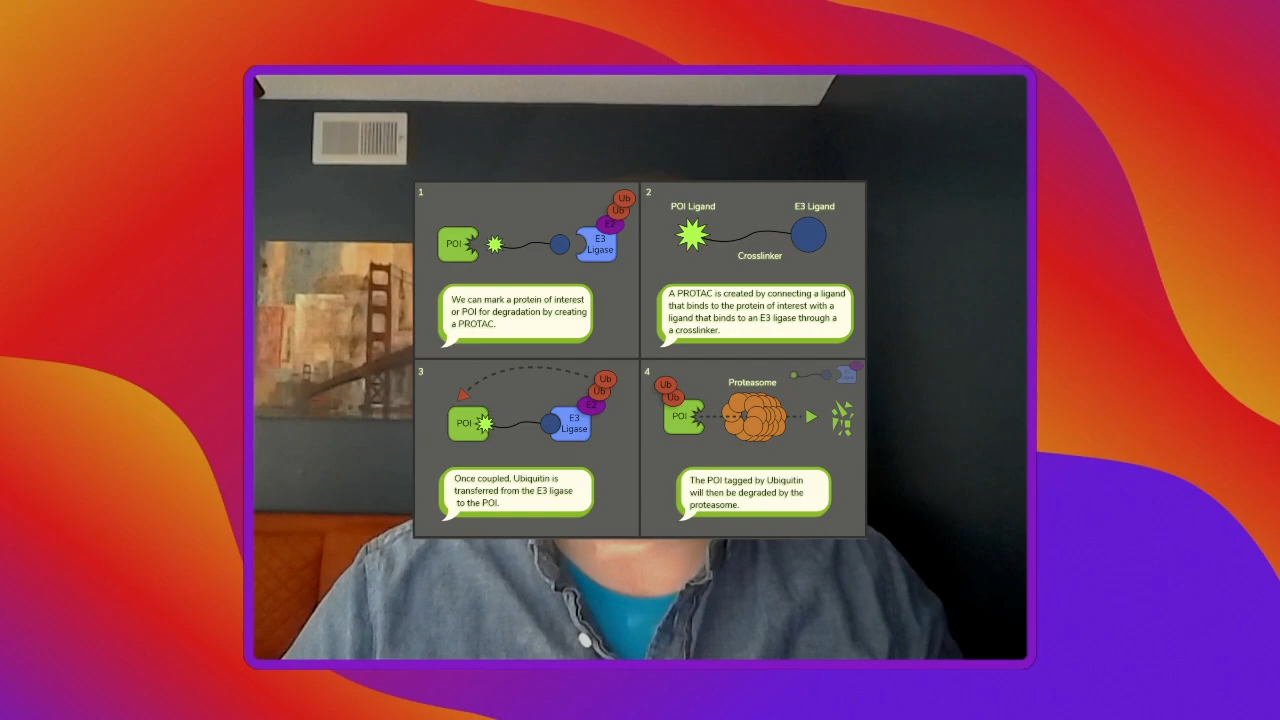 1
Ub
Ub
E2
POI
E3
Ligase
We can mark a protein of interest
or POI for degradation by creating
a PROTAC.
2
POI Ligand
E3 Ligand
Crosslinker
A PROTAC is created by connecting a ligand
that binds to the protein of interest with a
ligand that binds to an E3 ligase through a
a crosslinker.
3
Ub
Ub
E2
POI
E3
Ligase
Once coupled, Ubiquitin is
transferred from the E3 ligase
to the POI.
4
Ub
Ub
POI
Proteasome
The POI tagged by Ubiquitin
will then be degraded by the
proteasome.